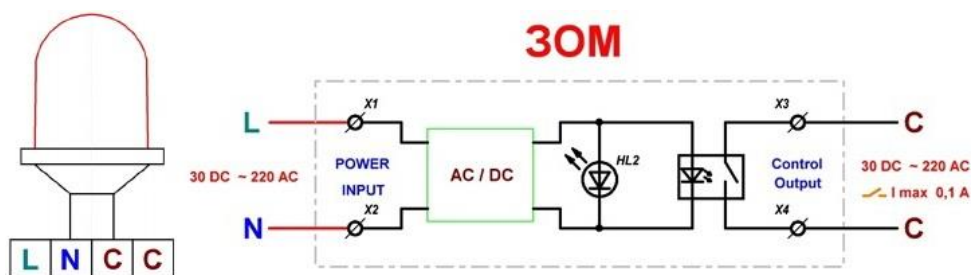 ЗОМ
L
X1
X3
C
30 DC ~ 220 AC
POWER
INPUT
AC / DC
HL2
Control
Output
30 DC ~ 220 AC
I max 0,1 A
N
X2
X4
C
L N C C